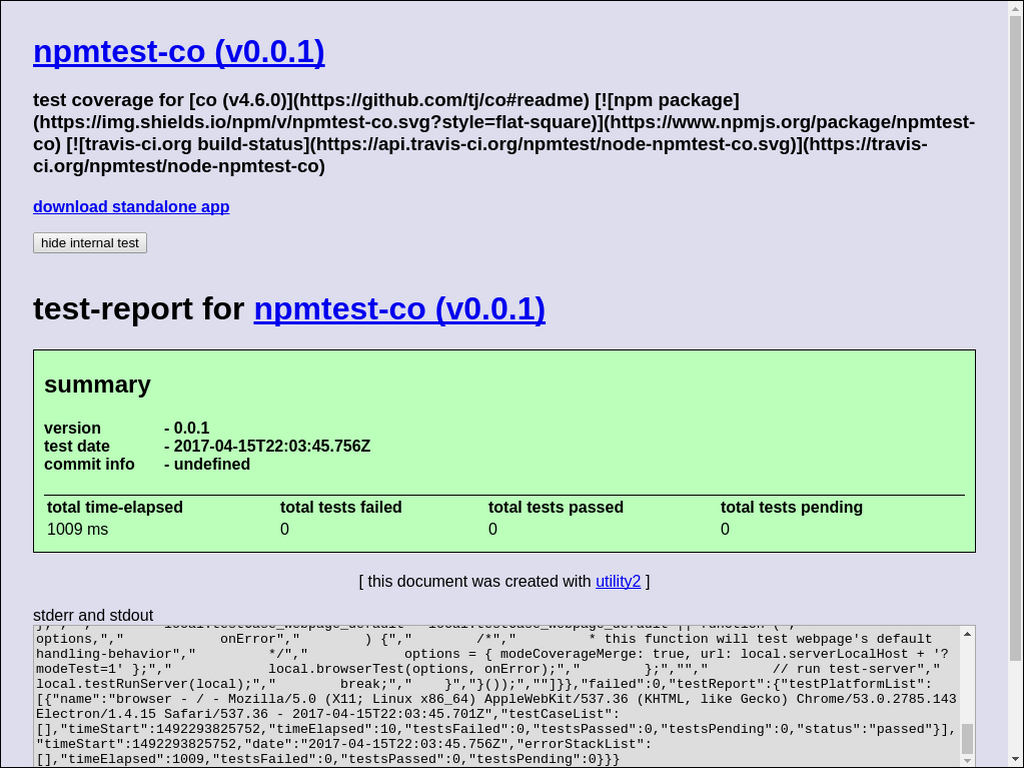 npmtest-co (v0.0.1)
test coverage for [co (v4.6.0)](https://github.com/tj/co#readme) [![npm package]
(https://img.shields.io/npm/v/npmtest-co.svg?style=flat-square)](https://www.npmjs.org/package/npmtest-
co) [![travis-ci.org build-status](https://api.travis-ci.org/npmtest/node-npmtest-co.svg)](https://travis-
ci.org/npmtest/node-npmtest-co)
download standalone app
hide internal test
test-report for npmtest-co (v0.0.1)
summary
version - 0.0.1
test date - 2017-04-15T22:03:45.756Z
commit info - undefined
total time-elapsed total tests failed total tests passed total tests pending
1009 ms 0 0 0
[ this document was created with utility2 ]
stderr and stdout
options,","            onError","        ) {","        /*","         * this function will test webpage's default
handling-behavior","         */","            options = { modeCoverageMerge: true, url: local.serverLocalHost + '?
modeTest=1' };","            local.browserTest(options, onError);","        };","","        // run test-server","
local.testRunServer(local);","        break;","    }","}());",""]}},"failed":0,"testReport":{"testPlatformList":
[{"name":"browser - / - Mozilla/5.0 (X11; Linux x86_64) AppleWebKit/537.36 (KHTML, like Gecko) Chrome/53.0.2785.143
Electron/1.4.15 Safari/537.36 - 2017-04-15T22:03:45.701Z","testCaseList":
[],"timeStart":1492293825752,"timeElapsed":10,"testsFailed":0,"testsPassed":0,"testsPending":0,"status":"passed"}],
"timeStart":1492293825752,"date":"2017-04-15T22:03:45.756Z","errorStackList":
[],"timeElapsed":1009,"testsFailed":0,"testsPassed":0,"testsPending":0}}}